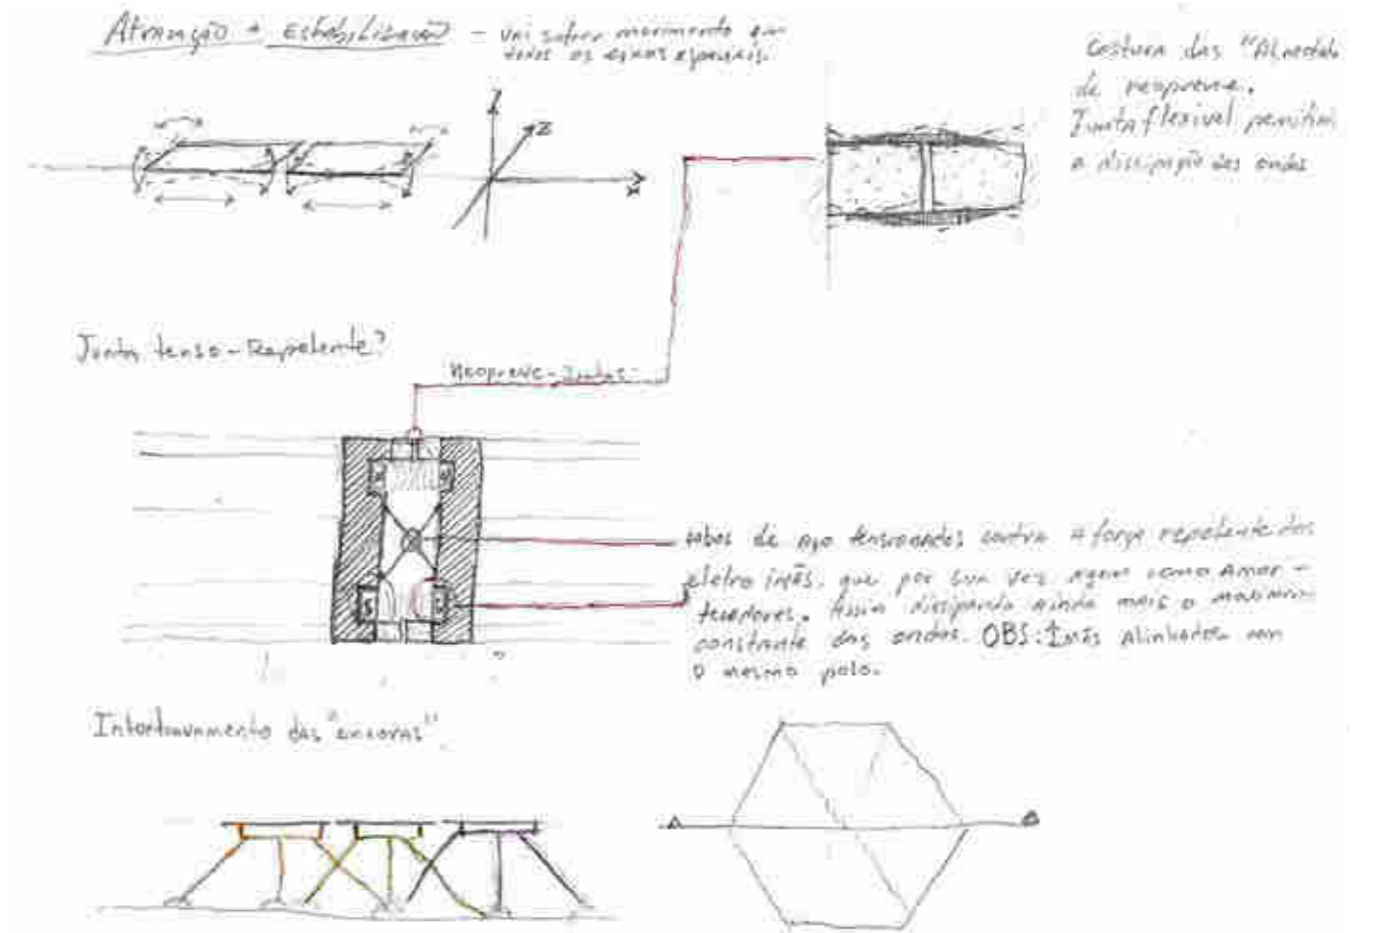 Atracação + Estabilização - vai sofrer movimento em
todos os eixos espaciais.
Costura das "Almofadas
de neoprene.
Junta flexível permitindo
a dissipação das ondas
Z
X
Junta tenso-repelente?
Neoprene-Juntas
Cabos de aço tensionados contra a força repelente dos
eletro imãs, que por sua vez agem como amor-
tecedores. Assim dissipando ainda mais o movimento
constante das ondas. OBS: Imãs alinhados com
o mesmo polo.
S
Intertravamento das "âncoras"